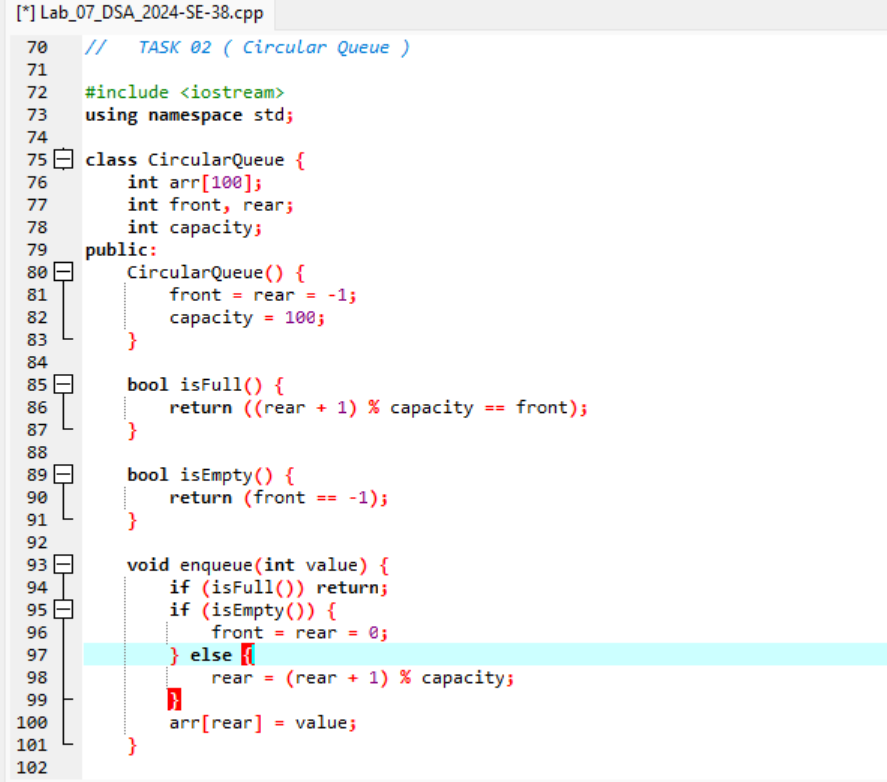 [*] Lab_07_DSA_2024-SE-38.cpp
70 //   TASK 02 ( Circular Queue )
71
72 #include <iostream>
73 using namespace std;
74
75 class CircularQueue {
76     int arr[100];
77     int front, rear;
78     int capacity;
79 public:
80     CircularQueue() {
81         front = rear = -1;
82         capacity = 100;
83     }
84
85     bool isFull() {
86         return ((rear + 1) % capacity == front);
87     }
88
89     bool isEmpty() {
90         return (front == -1);
91     }
92
93     void enqueue(int value) {
94         if (isFull()) return;
95         if (isEmpty()) {
96             front = rear = 0;
97         } else {
98             rear = (rear + 1) % capacity;
99         }
100         arr[rear] = value;
101     }
102